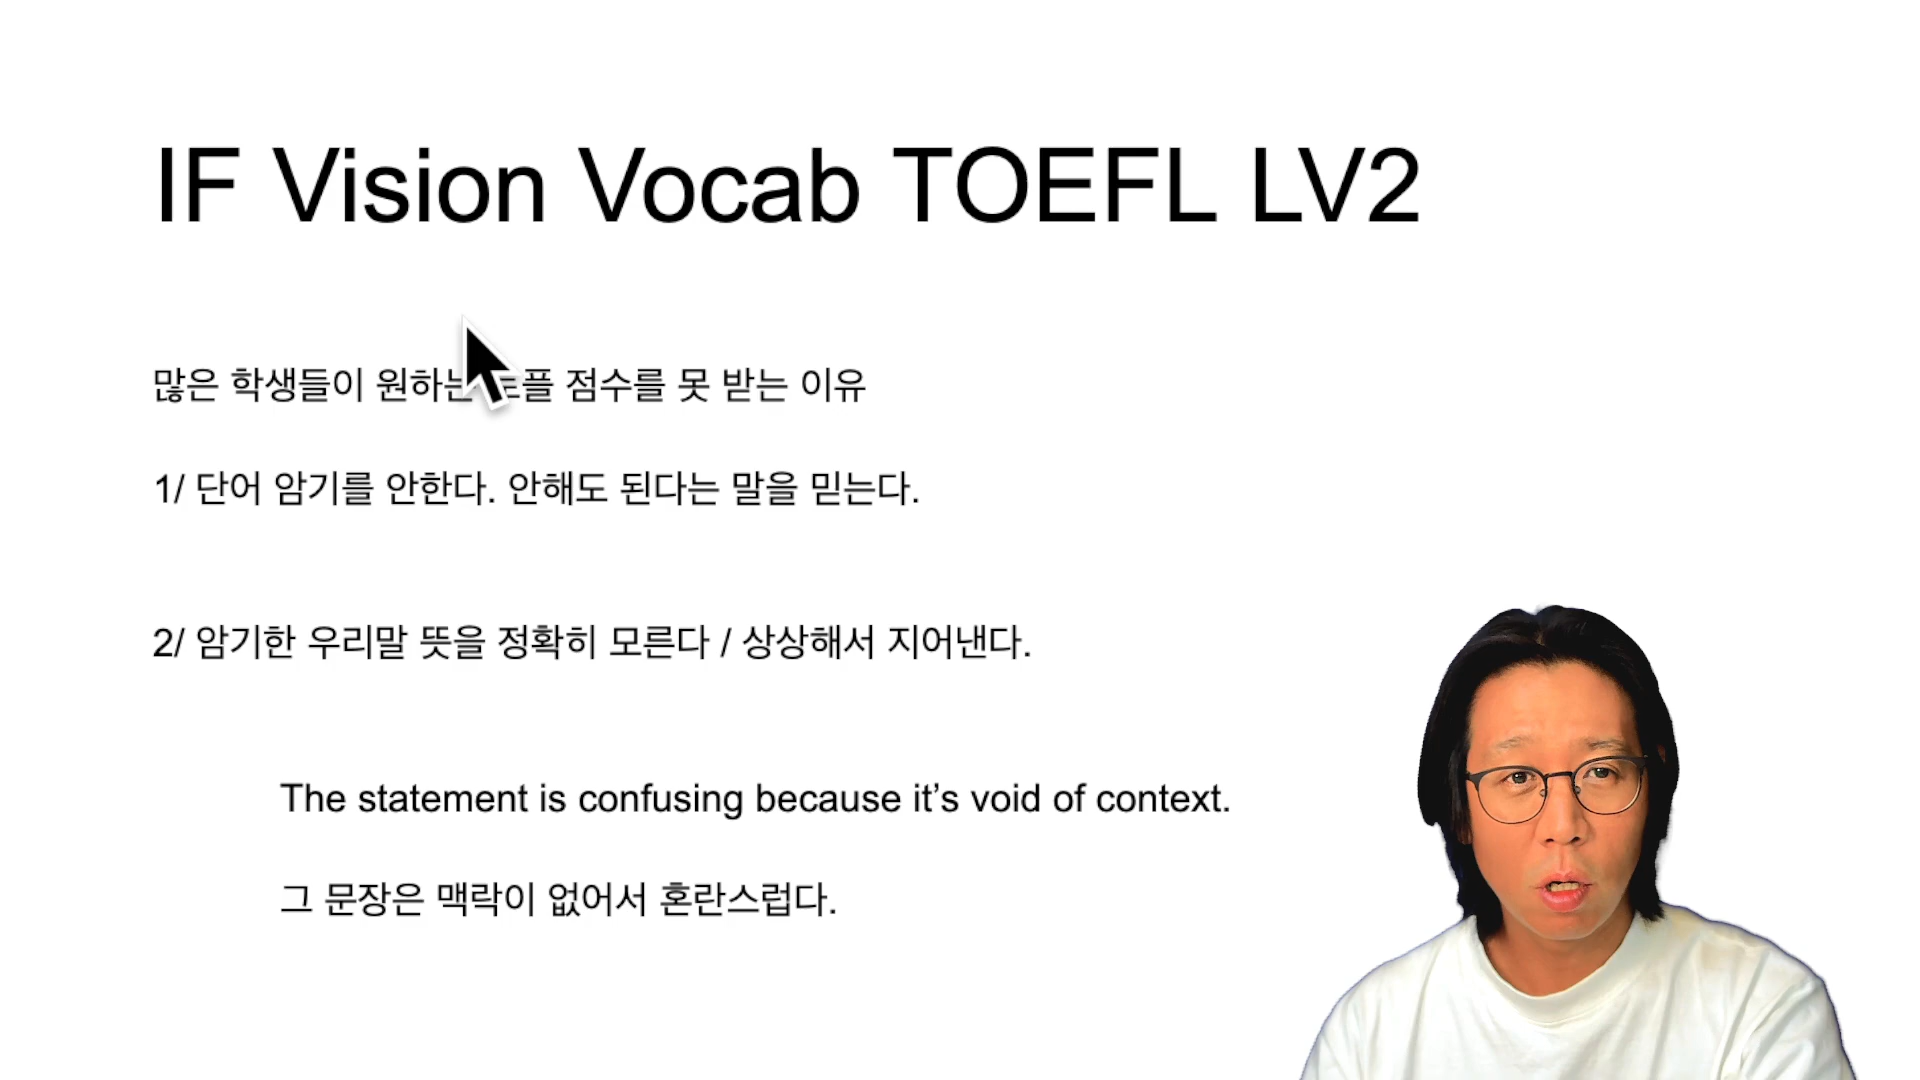 IF Vision Vocab TOEFL LV2
많은 학생들이 원하는 점수를 못 받는 이유
1/ 단어 암기를 안한다. 안해도 된다는 말을 믿는다.
2/ 암기한 우리말 뜻을 정확히 모른다 / 상상해서 지어낸다.
The statement is confusing because it’s void of context.
그 문장은 맥락이 없어서 혼란스럽다.